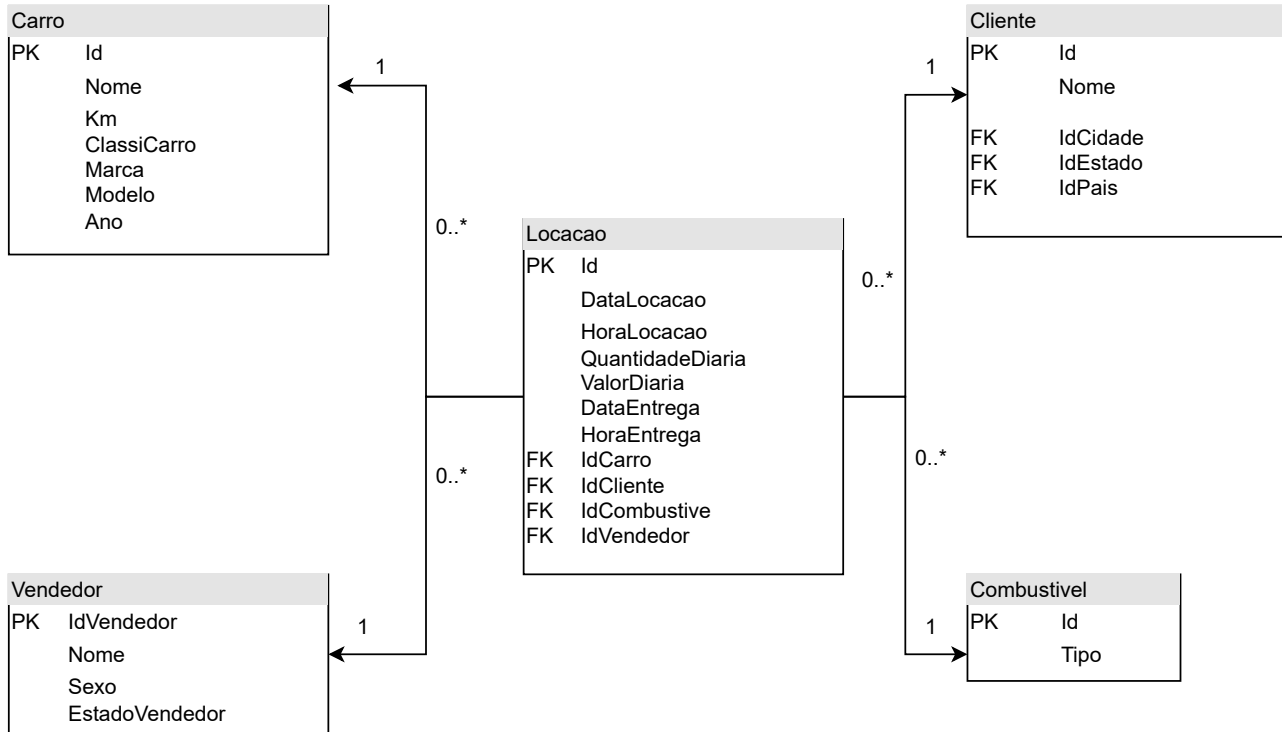 Carro
PK Id
Nome
Km
ClassiCarro
Marca
Modelo
Ano
1
0..*
Cliente
PK Id
Nome
FK IdCidade
FK IdEstado
FK IdPais
1
0..*
Locacao
PK Id
DataLocacao
HoraLocacao
QuantidadeDiaria
ValorDiaria
DataEntrega
HoraEntrega
FK IdCarro
FK IdCliente
FK IdCombustive
FK IdVendedor
0..*
1
Vendedor
PK IdVendedor
Nome
Sexo
EstadoVendedor
0..*
1
Combustivel
PK Id
Tipo